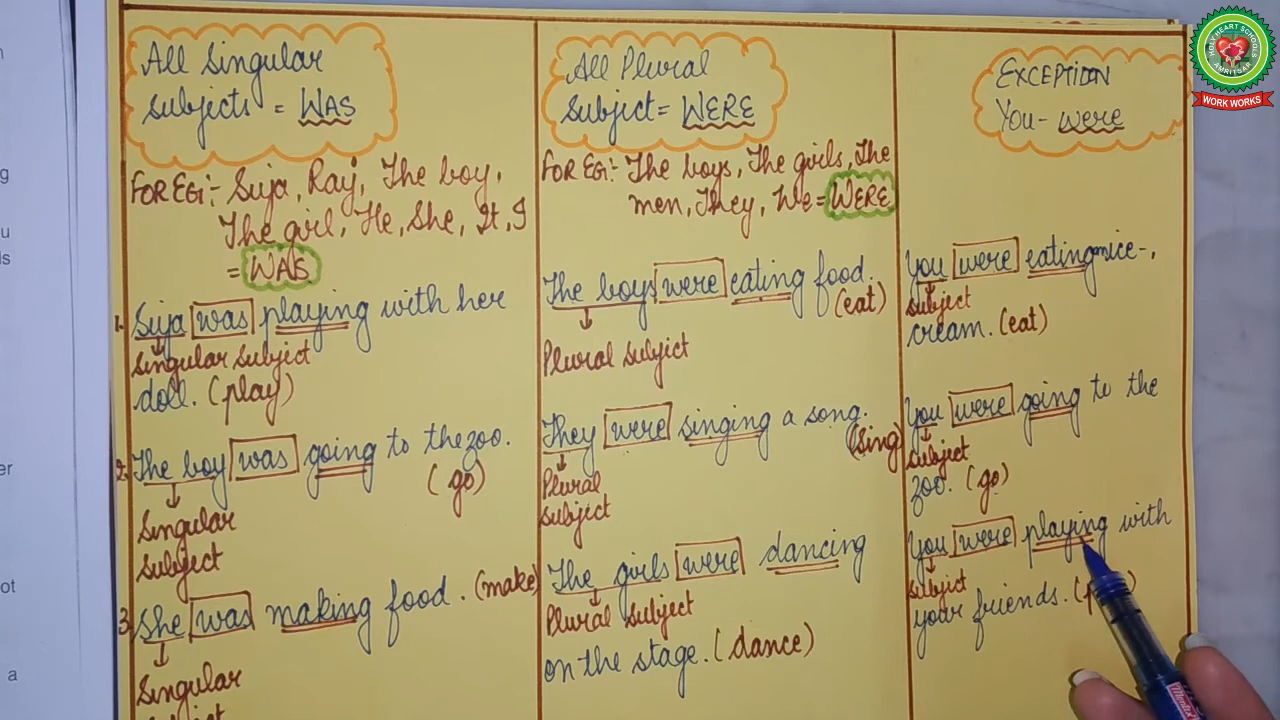 All Singular
Subjects = WAS
FOR EG:- Suja, Raj, The boy,
The girl, He, She, It, I
= WAS
1. Suja was playing with her
Singular Subject
doll. (play)
2. The boy was going to the zoo.
(go)
Singular
Subject
3. She was making food. (make)
Singular
All Plural
Subject = WERE
FOR EG:- The boys, The girls, The
men, They, We = WERE
The boys were eating food.
(eat)
Plural Subject
They were singing a song.
(sing)
Plural
Subject
The girls were dancing
Plural Subject
on the stage. (dance)
EXCEPTION
You - were
You were eating
Subject
cream. (eat)
You were going to the
Subject
zoo. (go)
You were playing with
Subject
your friends.
HOLY HEART SCHOOLS
AMRITSAR
WORK WORKS